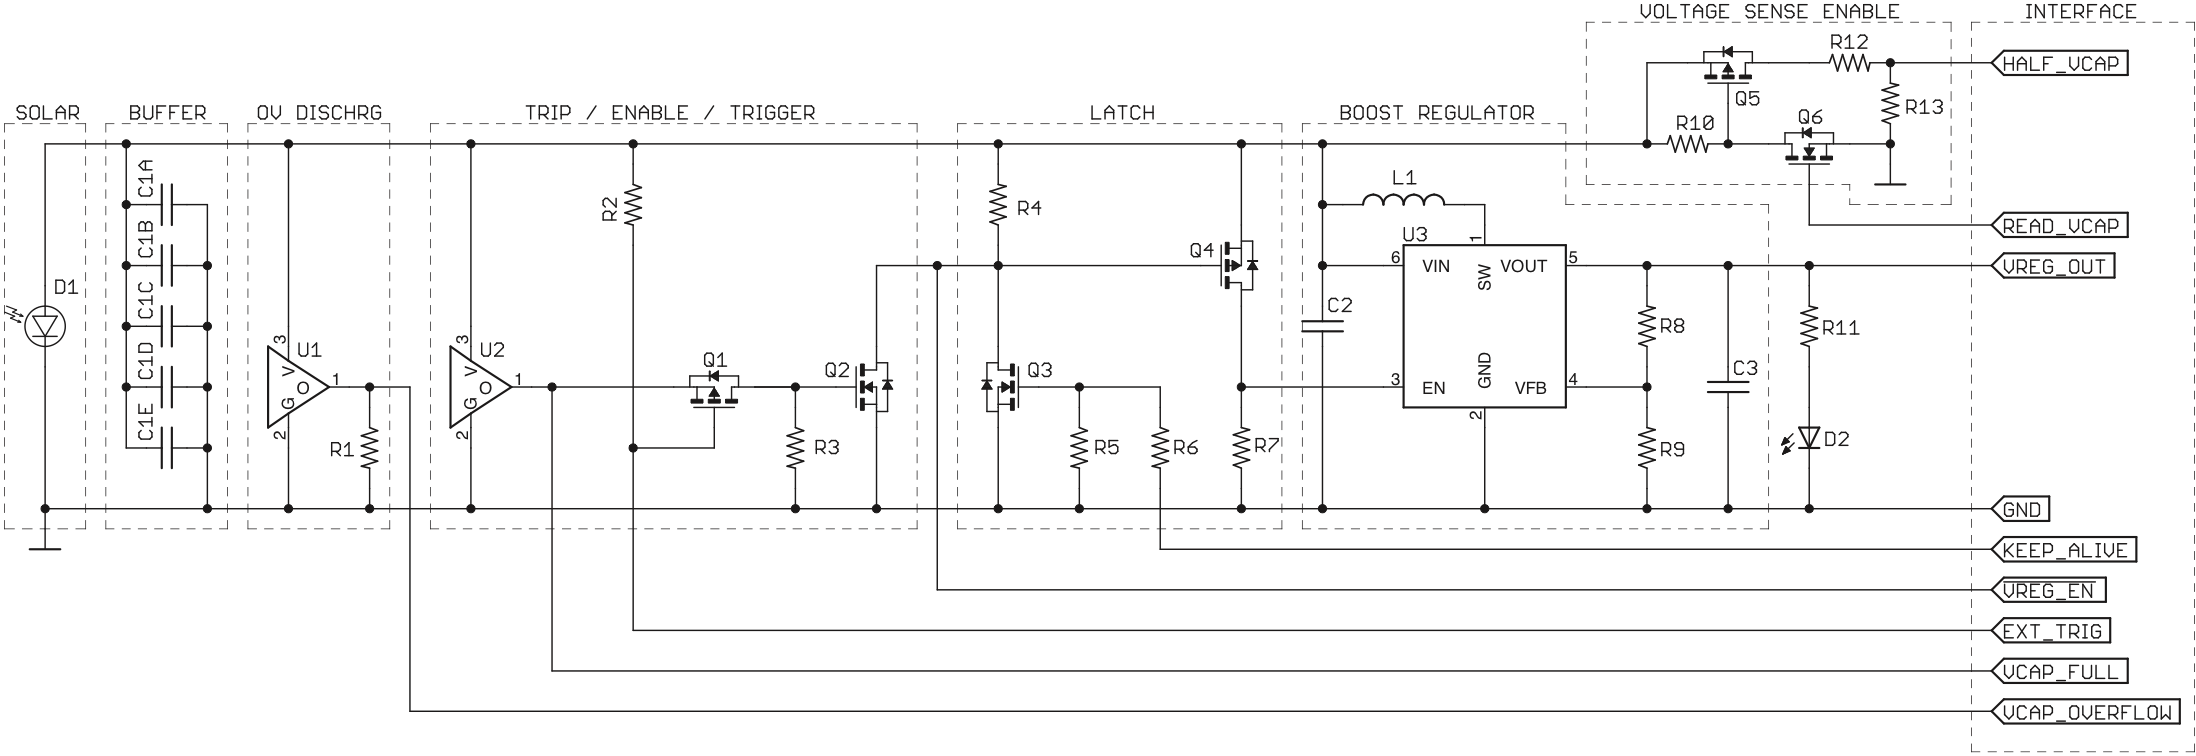 VOLTAGE SENSE ENABLE
INTERFACE
R12
HALF_VCAP
Q5
R13
SOLAR
BUFFER
OV DISCHRG
TRIP / ENABLE / TRIGGER
LATCH
BOOST REGULATOR
R10
Q6
C1A
L1
R2
R4
READ_VCAP
C1B
Q4
U3
1
6
VIN
SW
VOUT
5
VREG_OUT
D1
C1C
C2
R8
R11
3
U1
3
U2
C1D
Q1
Q2
Q3
C3
V
O
G
1
V
O
G
1
3
EN
GND
VFB
4
2
C1E
2
2
R1
R3
R5
R6
R7
R9
D2
GND
KEEP_ALIVE
VREG_EN
EXT_TRIG
VCAP_FULL
VCAP_OVERFLOW